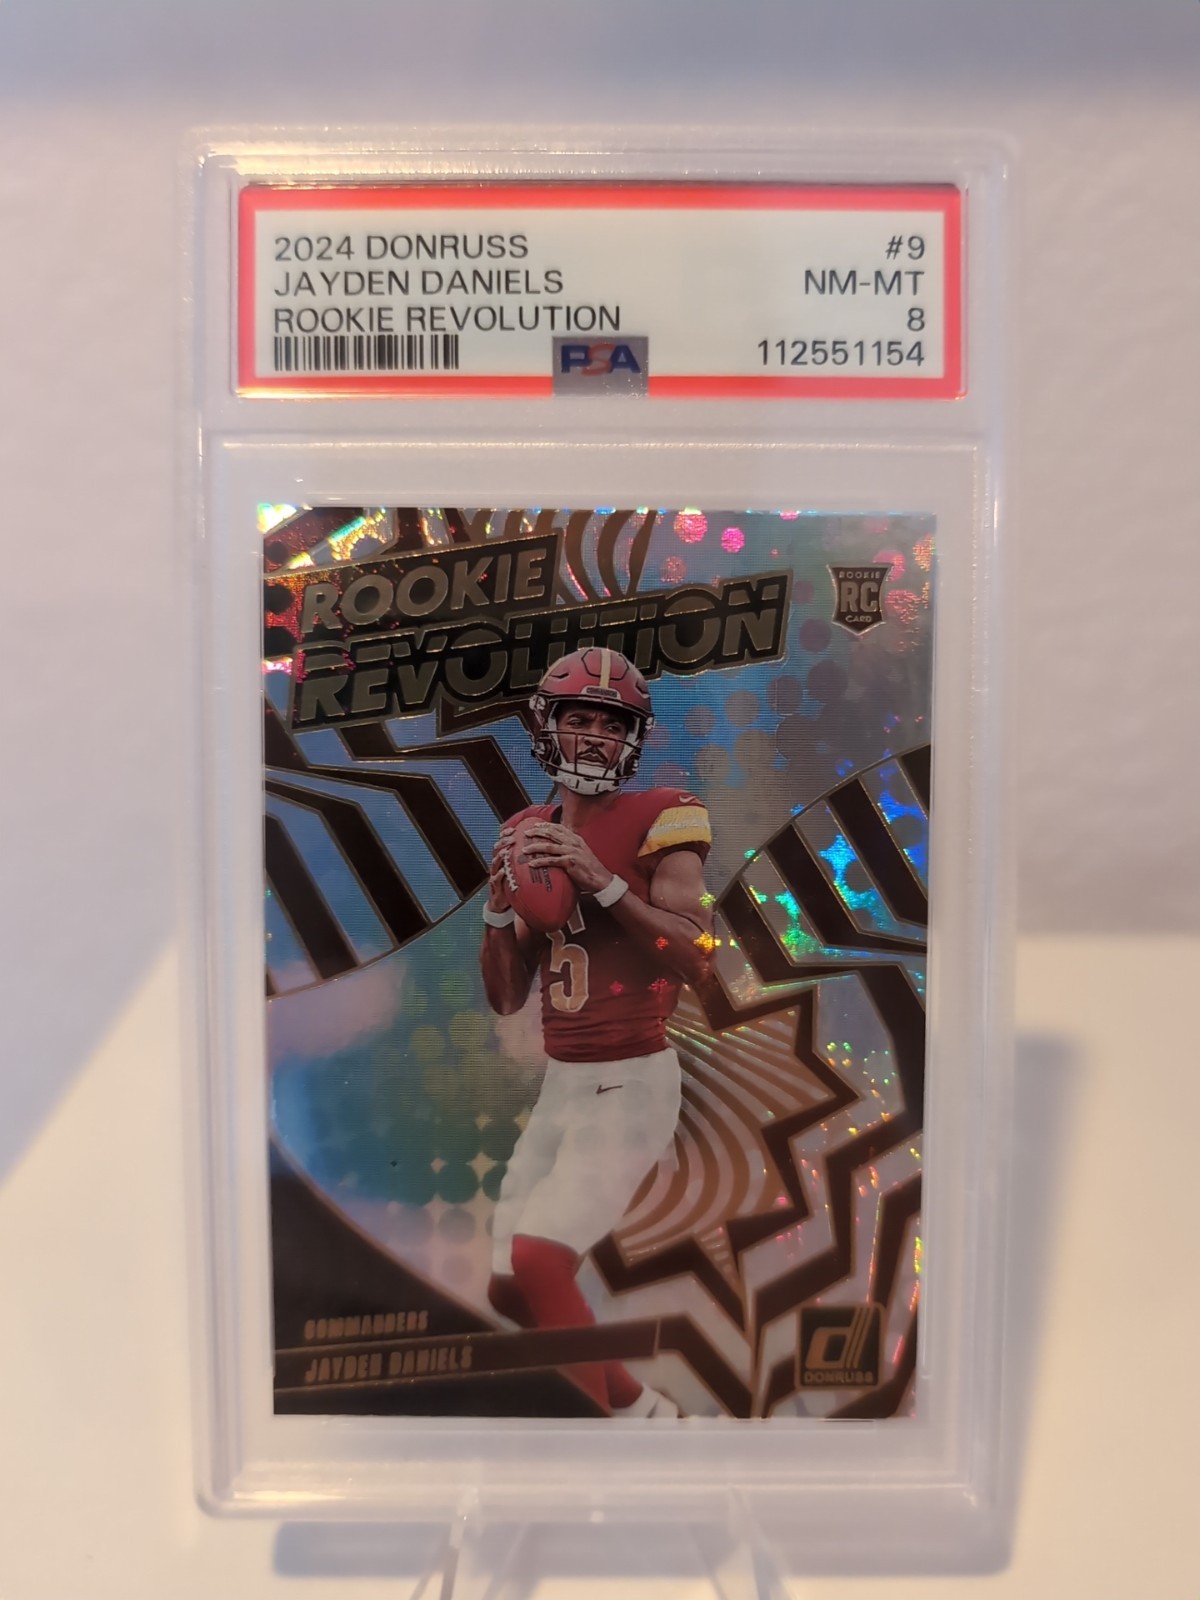 2024 DONRUSS #9
JAYDEN DANIELS NM-MT
ROOKIE REVOLUTION 8
PSA 112551154
ROOKIE
REVOLUTION
ROOKIE
RC
CARD
5
COMMANDERS
JAYDEN DANIELS
d
DONRUSS